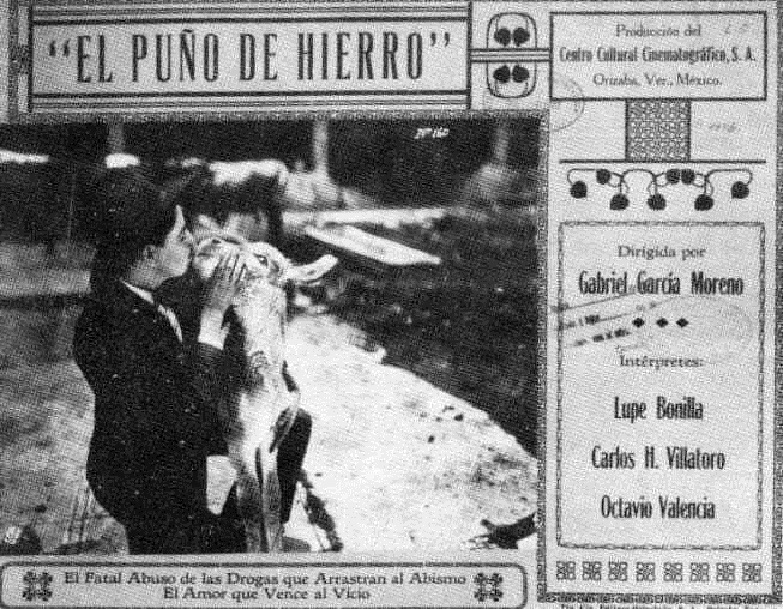 "EL PUÑO DE HIERRO"
Producción del
Centro Cultural Cinematográfico, S. A.
Orizaba, Ver., México.
Nº 160
Dirigida por
Gabriel García Moreno
Intérpretes:
Lupe Bonilla
Carlos H. Villatoro
Octavio Valencia
El Fatal Abuso de las Drogas que Arrastran al Abismo
El Amor que Vence al Vicio